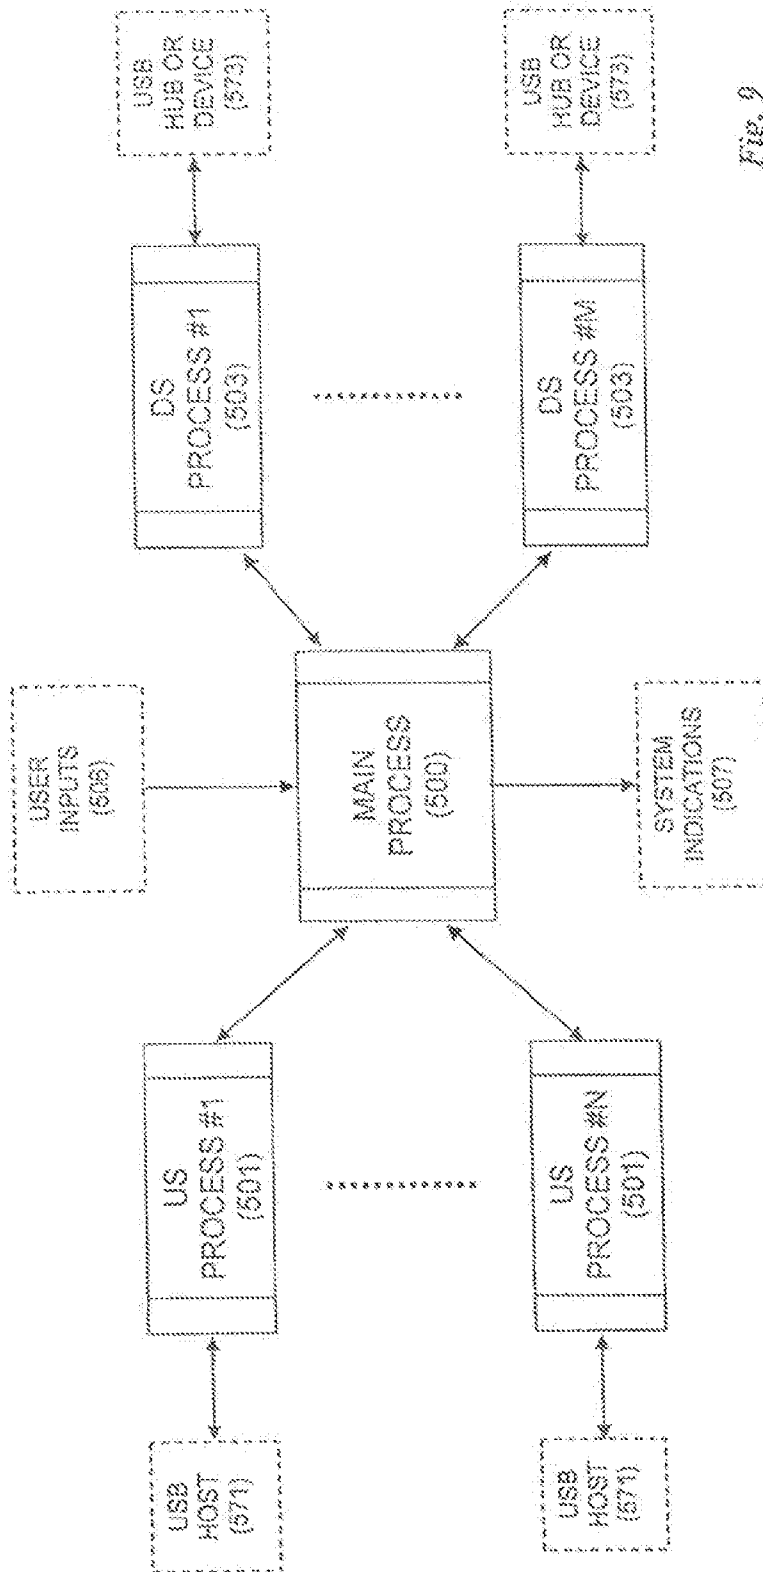 USER
INPUTS
(506)
USB
HOST
(571)
US
PROCESS #1
(501)
MAIN
PROCESS
(500)
DS
PROCESS #1
(503)
USB
HUB OR
DEVICE
(573)
USB
HOST
(571)
US
PROCESS #N
(501)
DS
PROCESS #M
(503)
USB
HUB OR
DEVICE
(573)
SYSTEM
INDICATIONS
(507)
Fig. 9